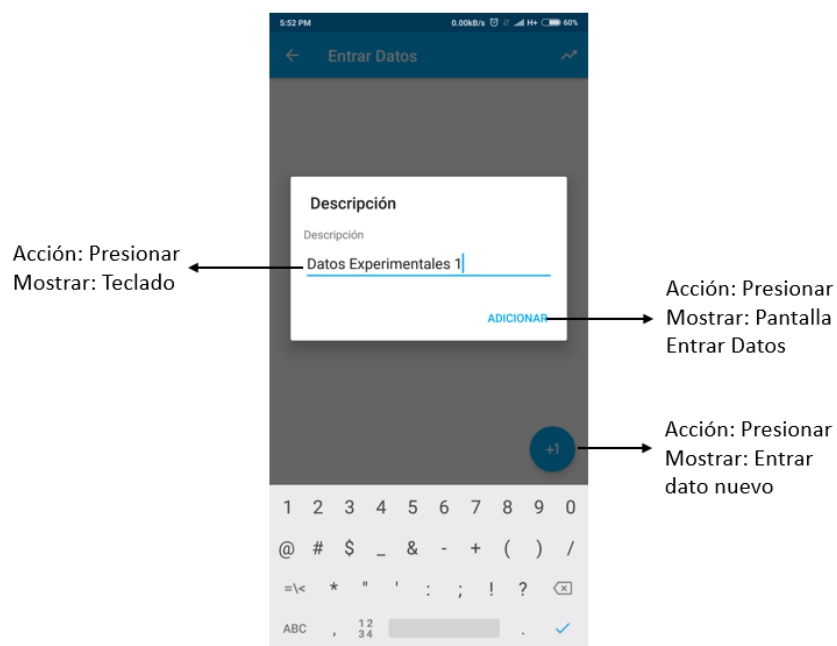 5:52 PM 0.00kB/s H+ 60%
Entrar Datos
Descripción
Descripción
Datos Experimentales 1
ADICIONAR
Acción: Presionar
Mostrar: Teclado
Acción: Presionar
Mostrar: Pantalla
Entrar Datos
+1
Acción: Presionar
Mostrar: Entrar
dato nuevo
1 2 3 4 5 6 7 8 9 0
@ # $ _ & - + ( ) /
=\< * " ' : ; ! ?
ABC , 12 .
34